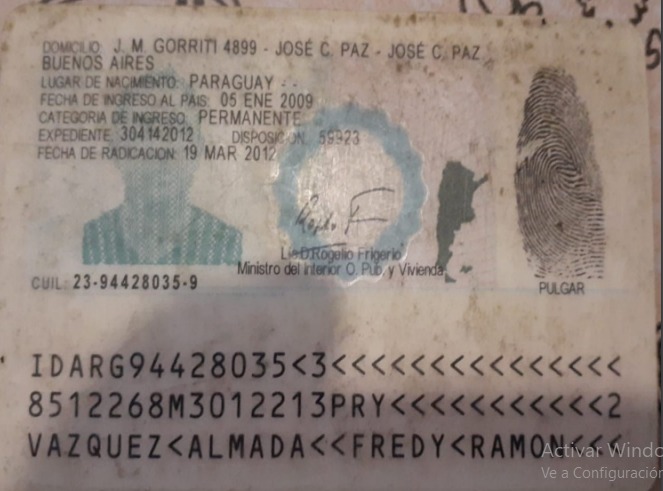 DOMICILIO: J. M. GORRITI 4899 - JOSÉ C. PAZ - JOSÉ C. PAZ
BUENOS AIRES
LUGAR DE NACIMIENTO: PARAGUAY - -
FECHA DE INGRESO AL PAIS: 05 ENE 2009
CATEGORIA DE INGRESO: PERMANENTE
EXPEDIENTE: 304142012 DISPOSICION: 59923
FECHA DE RADICACION: 19 MAR 2012
Lic. D. Rogelio Frigerio
Ministro del Interior O. Pub. y Vivienda
CUIL: 23-94428035-9
PULGAR
IDARG94428035<3<<<<<<<<<<<<<<<
8512268M3012213PRY<<<<<<<<<<<2
VAZQUEZ<ALMADA<<FREDY<RAMON<<<
Activar Windo
Ve a Configuración